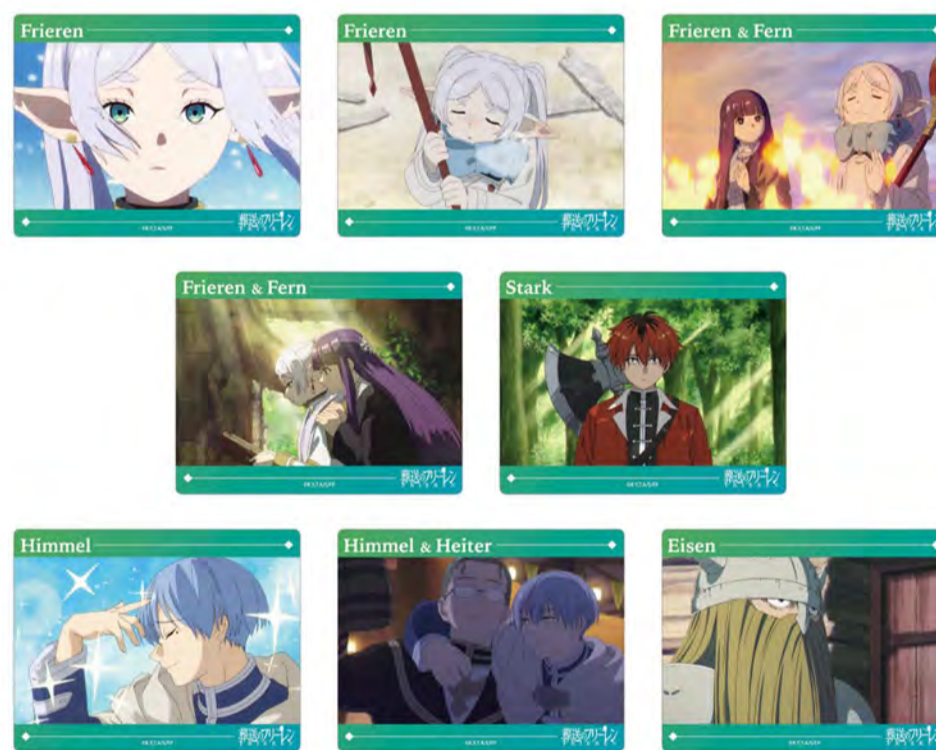 Frieren
葬送のフリーレン
Frieren
葬送のフリーレン
Frieren & Fern
葬送のフリーレン
Frieren & Fern
葬送のフリーレン
Stark
葬送のフリーレン
Himmel
葬送のフリーレン
Himmel & Heiter
葬送のフリーレン
Eisen
葬送のフリーレン